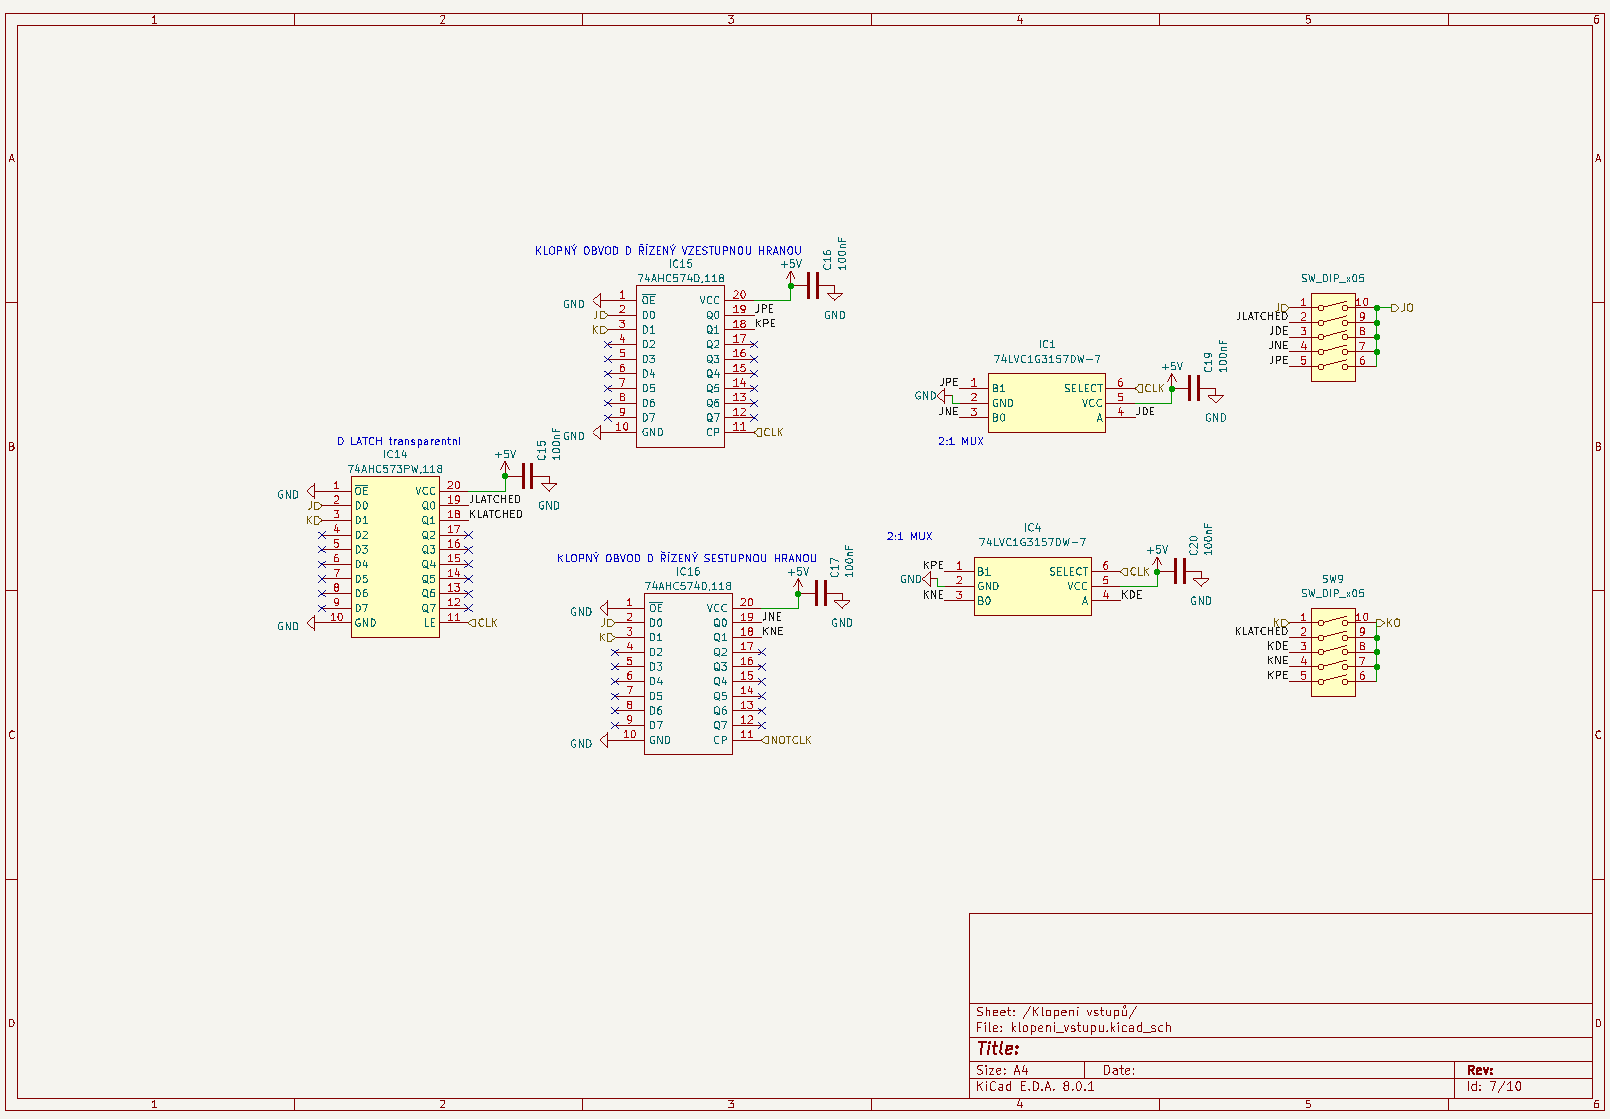 1 2 3 4 5 6
A
B
C
D
A
B
C
D
KLOPNÝ OBVOD D ŘÍZENÝ VZESTUPNOU HRANOU
IC15
74AHC574D,118
+5V
C16
100nF
GND
GND 1 OE VCC 20
J 2 D0 Q0 19 JPE
K 3 D1 Q1 18 KPE
4 D2 Q2 17
5 D3 Q3 16
6 D4 Q4 15
7 D5 Q5 14
8 D6 Q6 13
9 D7 Q7 12
GND 10 GND CP 11 CLK
D LATCH transparentní
IC14
74AHC573PW,118
+5V
C15
100nF
GND
GND 1 OE VCC 20
J 2 D0 Q0 19 JLATCHED
K 3 D1 Q1 18 KLATCHED
4 D2 Q2 17
5 D3 Q3 16
6 D4 Q4 15
7 D5 Q5 14
8 D6 Q6 13
9 D7 Q7 12
GND 10 GND LE 11 CLK
KLOPNÝ OBVOD D ŘÍZENÝ SESTUPNOU HRANOU
IC16
74AHC574D,118
+5V
C17
100nF
GND
GND 1 OE VCC 20
J 2 D0 Q0 19 JNE
K 3 D1 Q1 18 KNE
4 D2 Q2 17
5 D3 Q3 16
6 D4 Q4 15
7 D5 Q5 14
8 D6 Q6 13
9 D7 Q7 12
GND 10 GND CP 11 NOTCLK
IC1
74LVC1G3157DW-7
+5V
C19
100nF
GND
JPE 1 B1 SELECT 6 CLK
GND 2 GND VCC 5
JNE 3 B0 A 4 JDE
2:1 MUX
2:1 MUX
IC4
74LVC1G3157DW-7
+5V
C20
100nF
GND
KPE 1 B1 SELECT 6 CLK
GND 2 GND VCC 5
KNE 3 B0 A 4 KDE
SW_DIP_x05
J 1 10 JO
JLATCHED 2 9
JDE 3 8
JNE 4 7
JPE 5 6
SW9
SW_DIP_x05
K 1 10 KO
KLATCHED 2 9
KDE 3 8
KNE 4 7
KPE 5 6
Sheet: /Klopení vstupů/
File: klopeni_vstupu.kicad_sch
Title:
Size: A4 Date: Rev:
KiCad E.D.A. 8.0.1 Id: 7/10
1 2 3 4 5 6